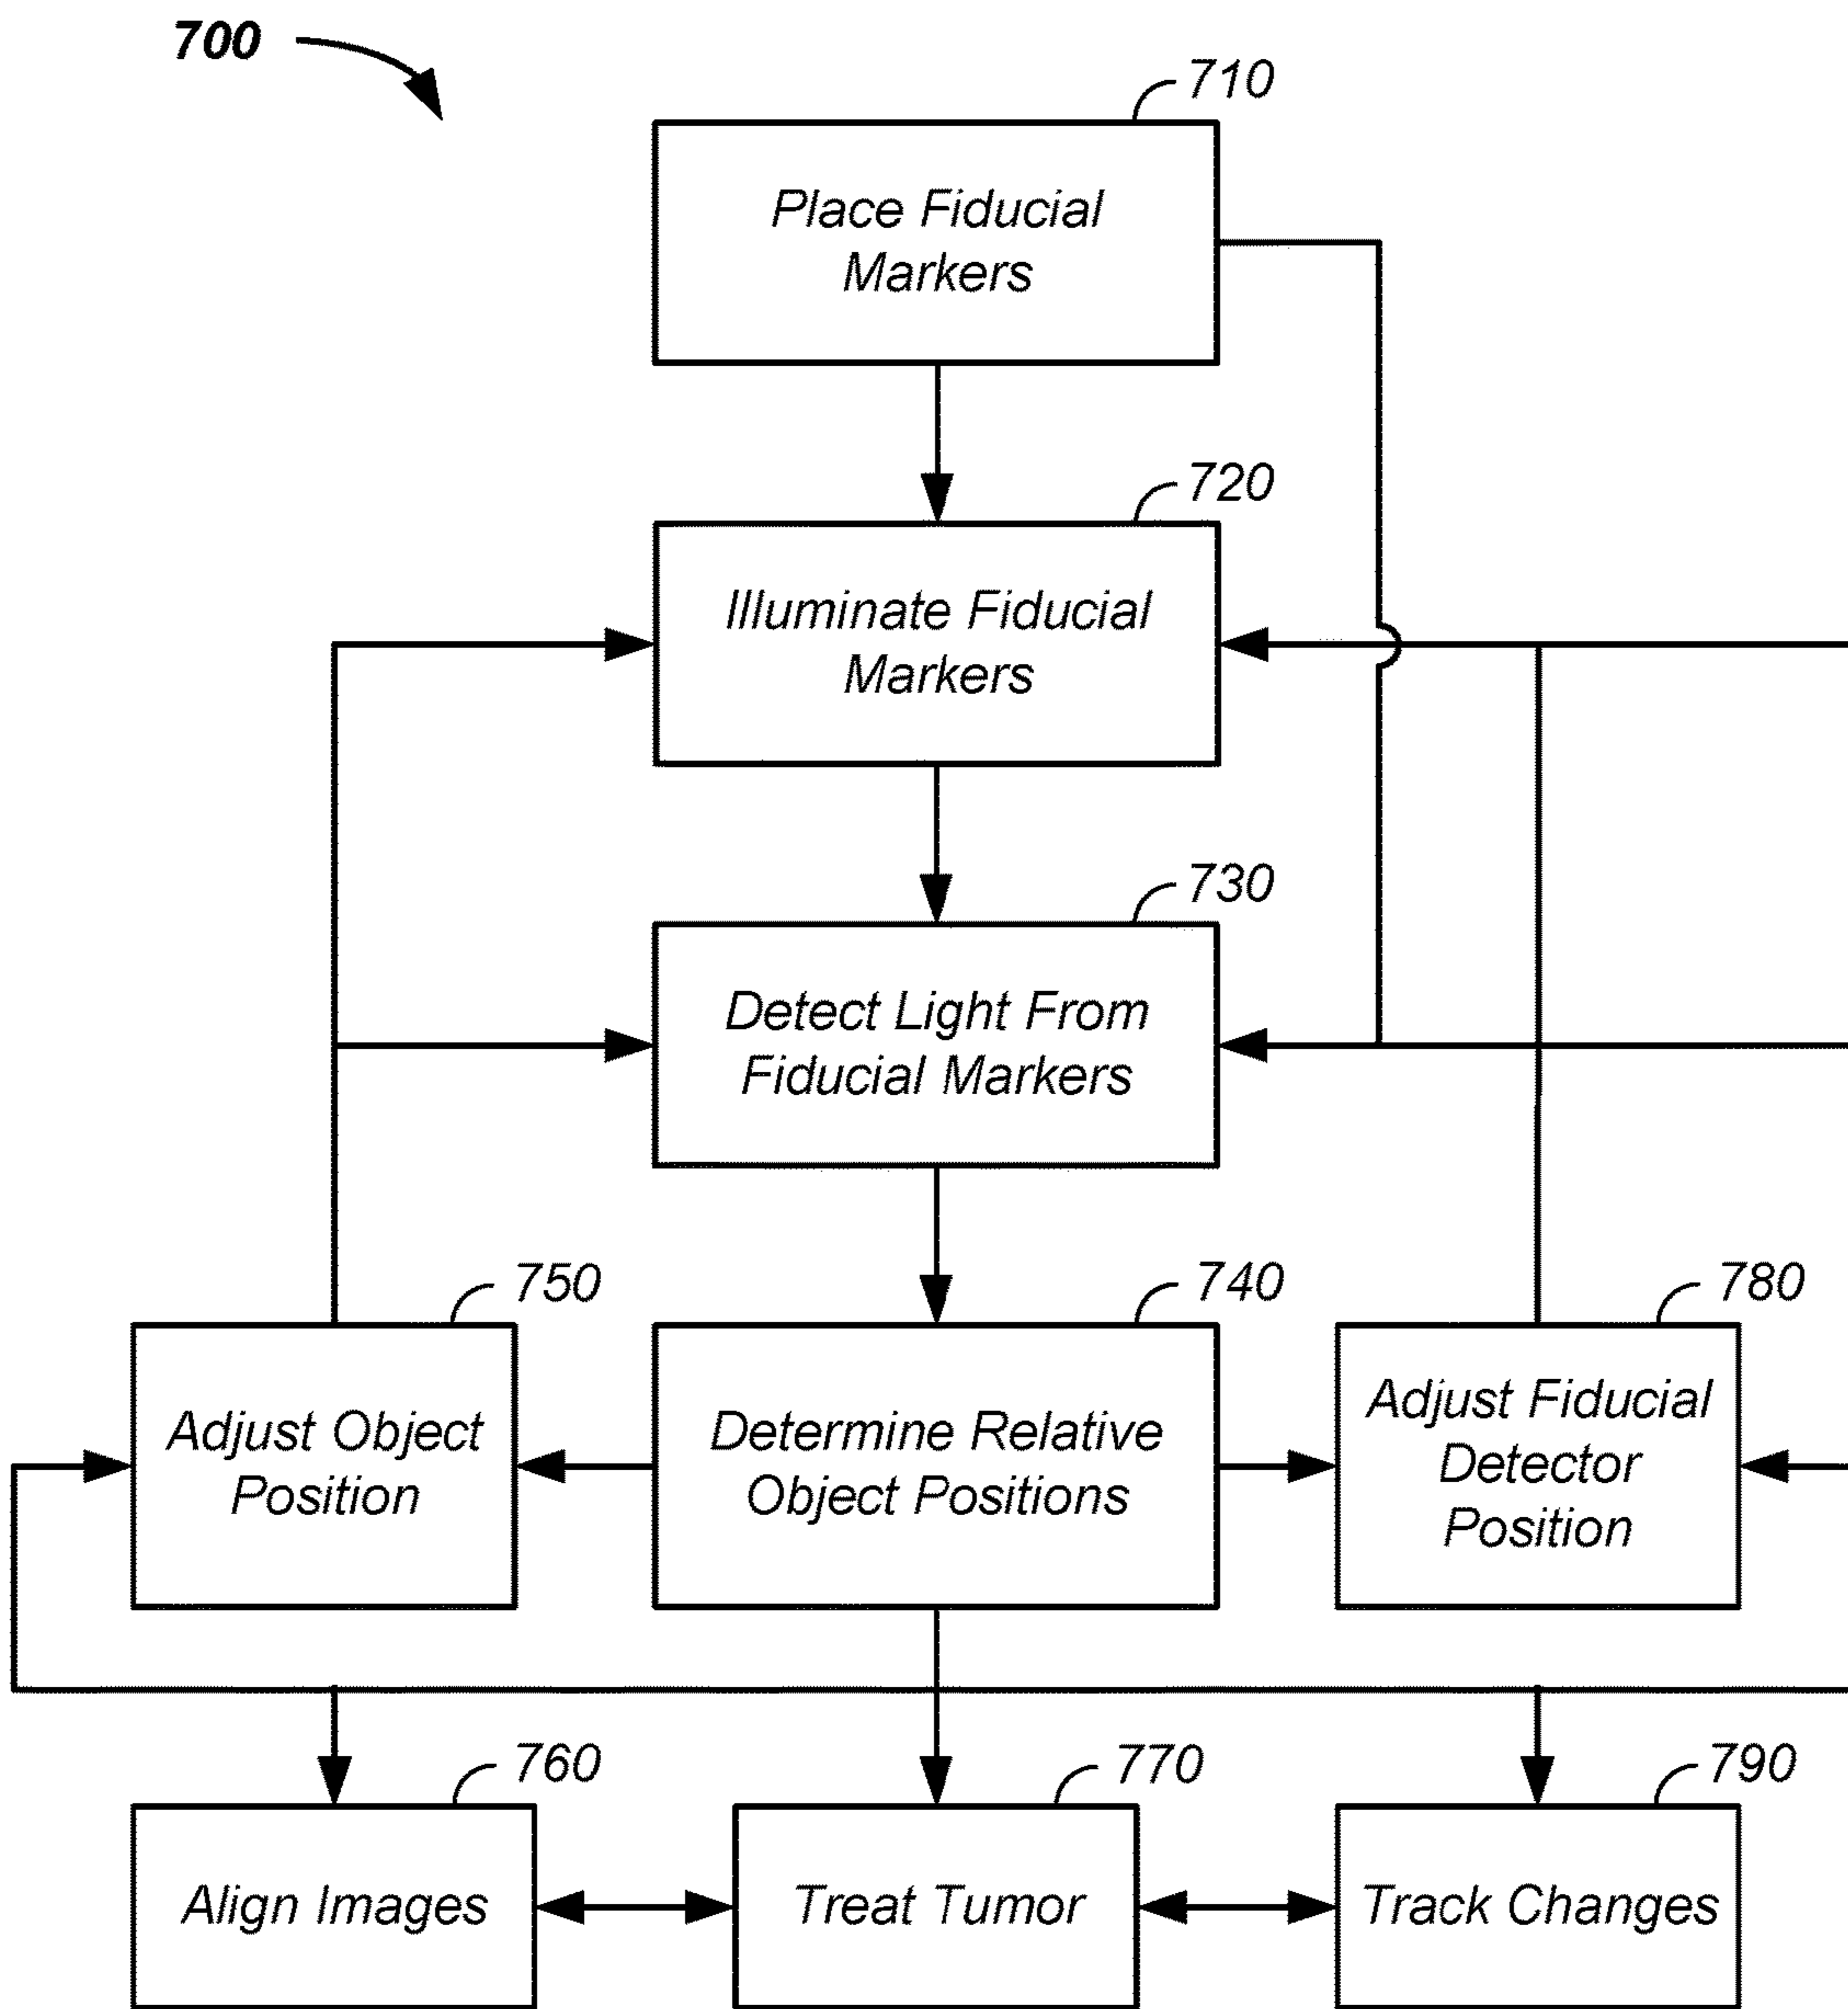 700
710
Place Fiducial
Markers
720
Illuminate Fiducial
Markers
730
Detect Light From
Fiducial Markers
750
740
780
Adjust Object
Position
Determine Relative
Object Positions
Adjust Fiducial
Detector
Position
760
770
790
Align Images
Treat Tumor
Track Changes